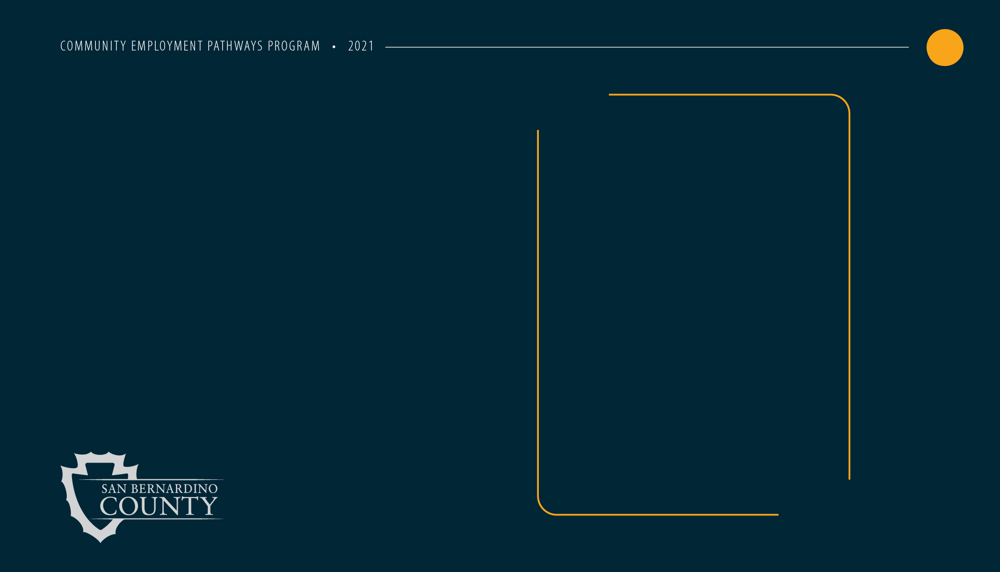 COMMUNITY EMPLOYMENT PATHWAYS PROGRAM • 2021
SAN BERNARDINO
COUNTY